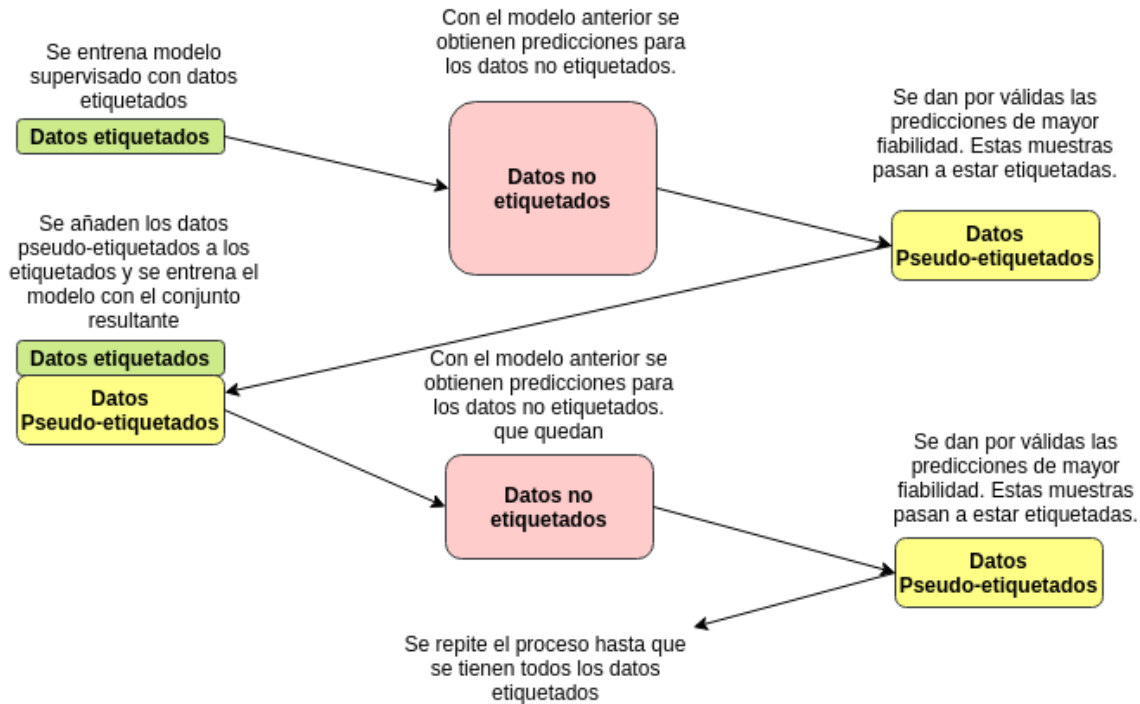 Se entrena modelo
supervisado con datos
etiquetados
Datos etiquetados
Con el modelo anterior se
obtienen predicciones para
los datos no etiquetados.
Datos no
etiquetados
Se dan por válidas las
predicciones de mayor
fiabilidad. Estas muestras
pasan a estar etiquetadas.
Datos
Pseudo-etiquetados
Se añaden los datos
pseudo-etiquetados a los
etiquetados y se entrena el
modelo con el conjunto
resultante
Datos etiquetados
Datos
Pseudo-etiquetados
Con el modelo anterior se
obtienen predicciones para
los datos no etiquetados.
que quedan
Datos no
etiquetados
Se dan por válidas las
predicciones de mayor
fiabilidad. Estas muestras
pasan a estar etiquetadas.
Datos
Pseudo-etiquetados
Se repite el proceso hasta que
se tienen todos los datos
etiquetados